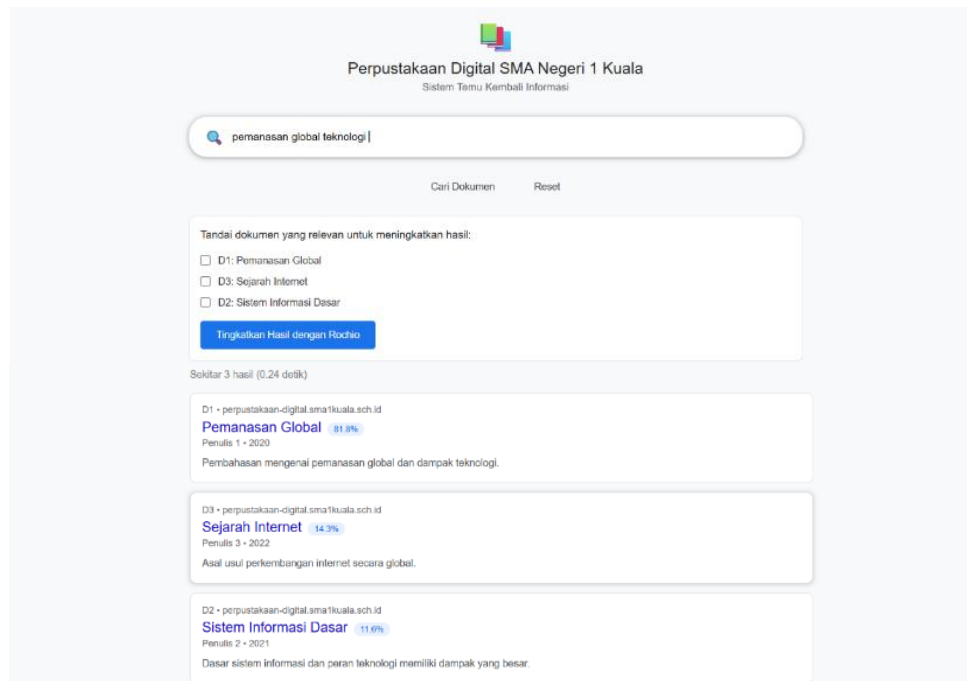 Perpustakaan Digital SMA Negeri 1 Kuala
Sistem Temu Kembali Informasi
pemanasan global teknologi
Cari Dokumen Reset
Tandai dokumen yang relevan untuk meningkatkan hasil:
D1: Pemanasan Global
D3: Sejarah Internet
D2: Sistem Informasi Dasar
Tingkatkan Hasil dengan Rochio
Sekitar 3 hasil (0.24 detik)
D1 • perpustakaan-digital.sma1kuala.sch.id
Pemanasan Global 81.8%
Penulis 1 • 2020
Pembahasan mengenai pemanasan global dan dampak teknologi.
D3 • perpustakaan-digital.sma1kuala.sch.id
Sejarah Internet 14.3%
Penulis 3 • 2022
Asal usul perkembangan internet secara global.
D2 • perpustakaan-digital.sma1kuala.sch.id
Sistem Informasi Dasar 11.6%
Penulis 2 • 2021
Dasar sistem informasi dan peran teknologi memiliki dampak yang besar.